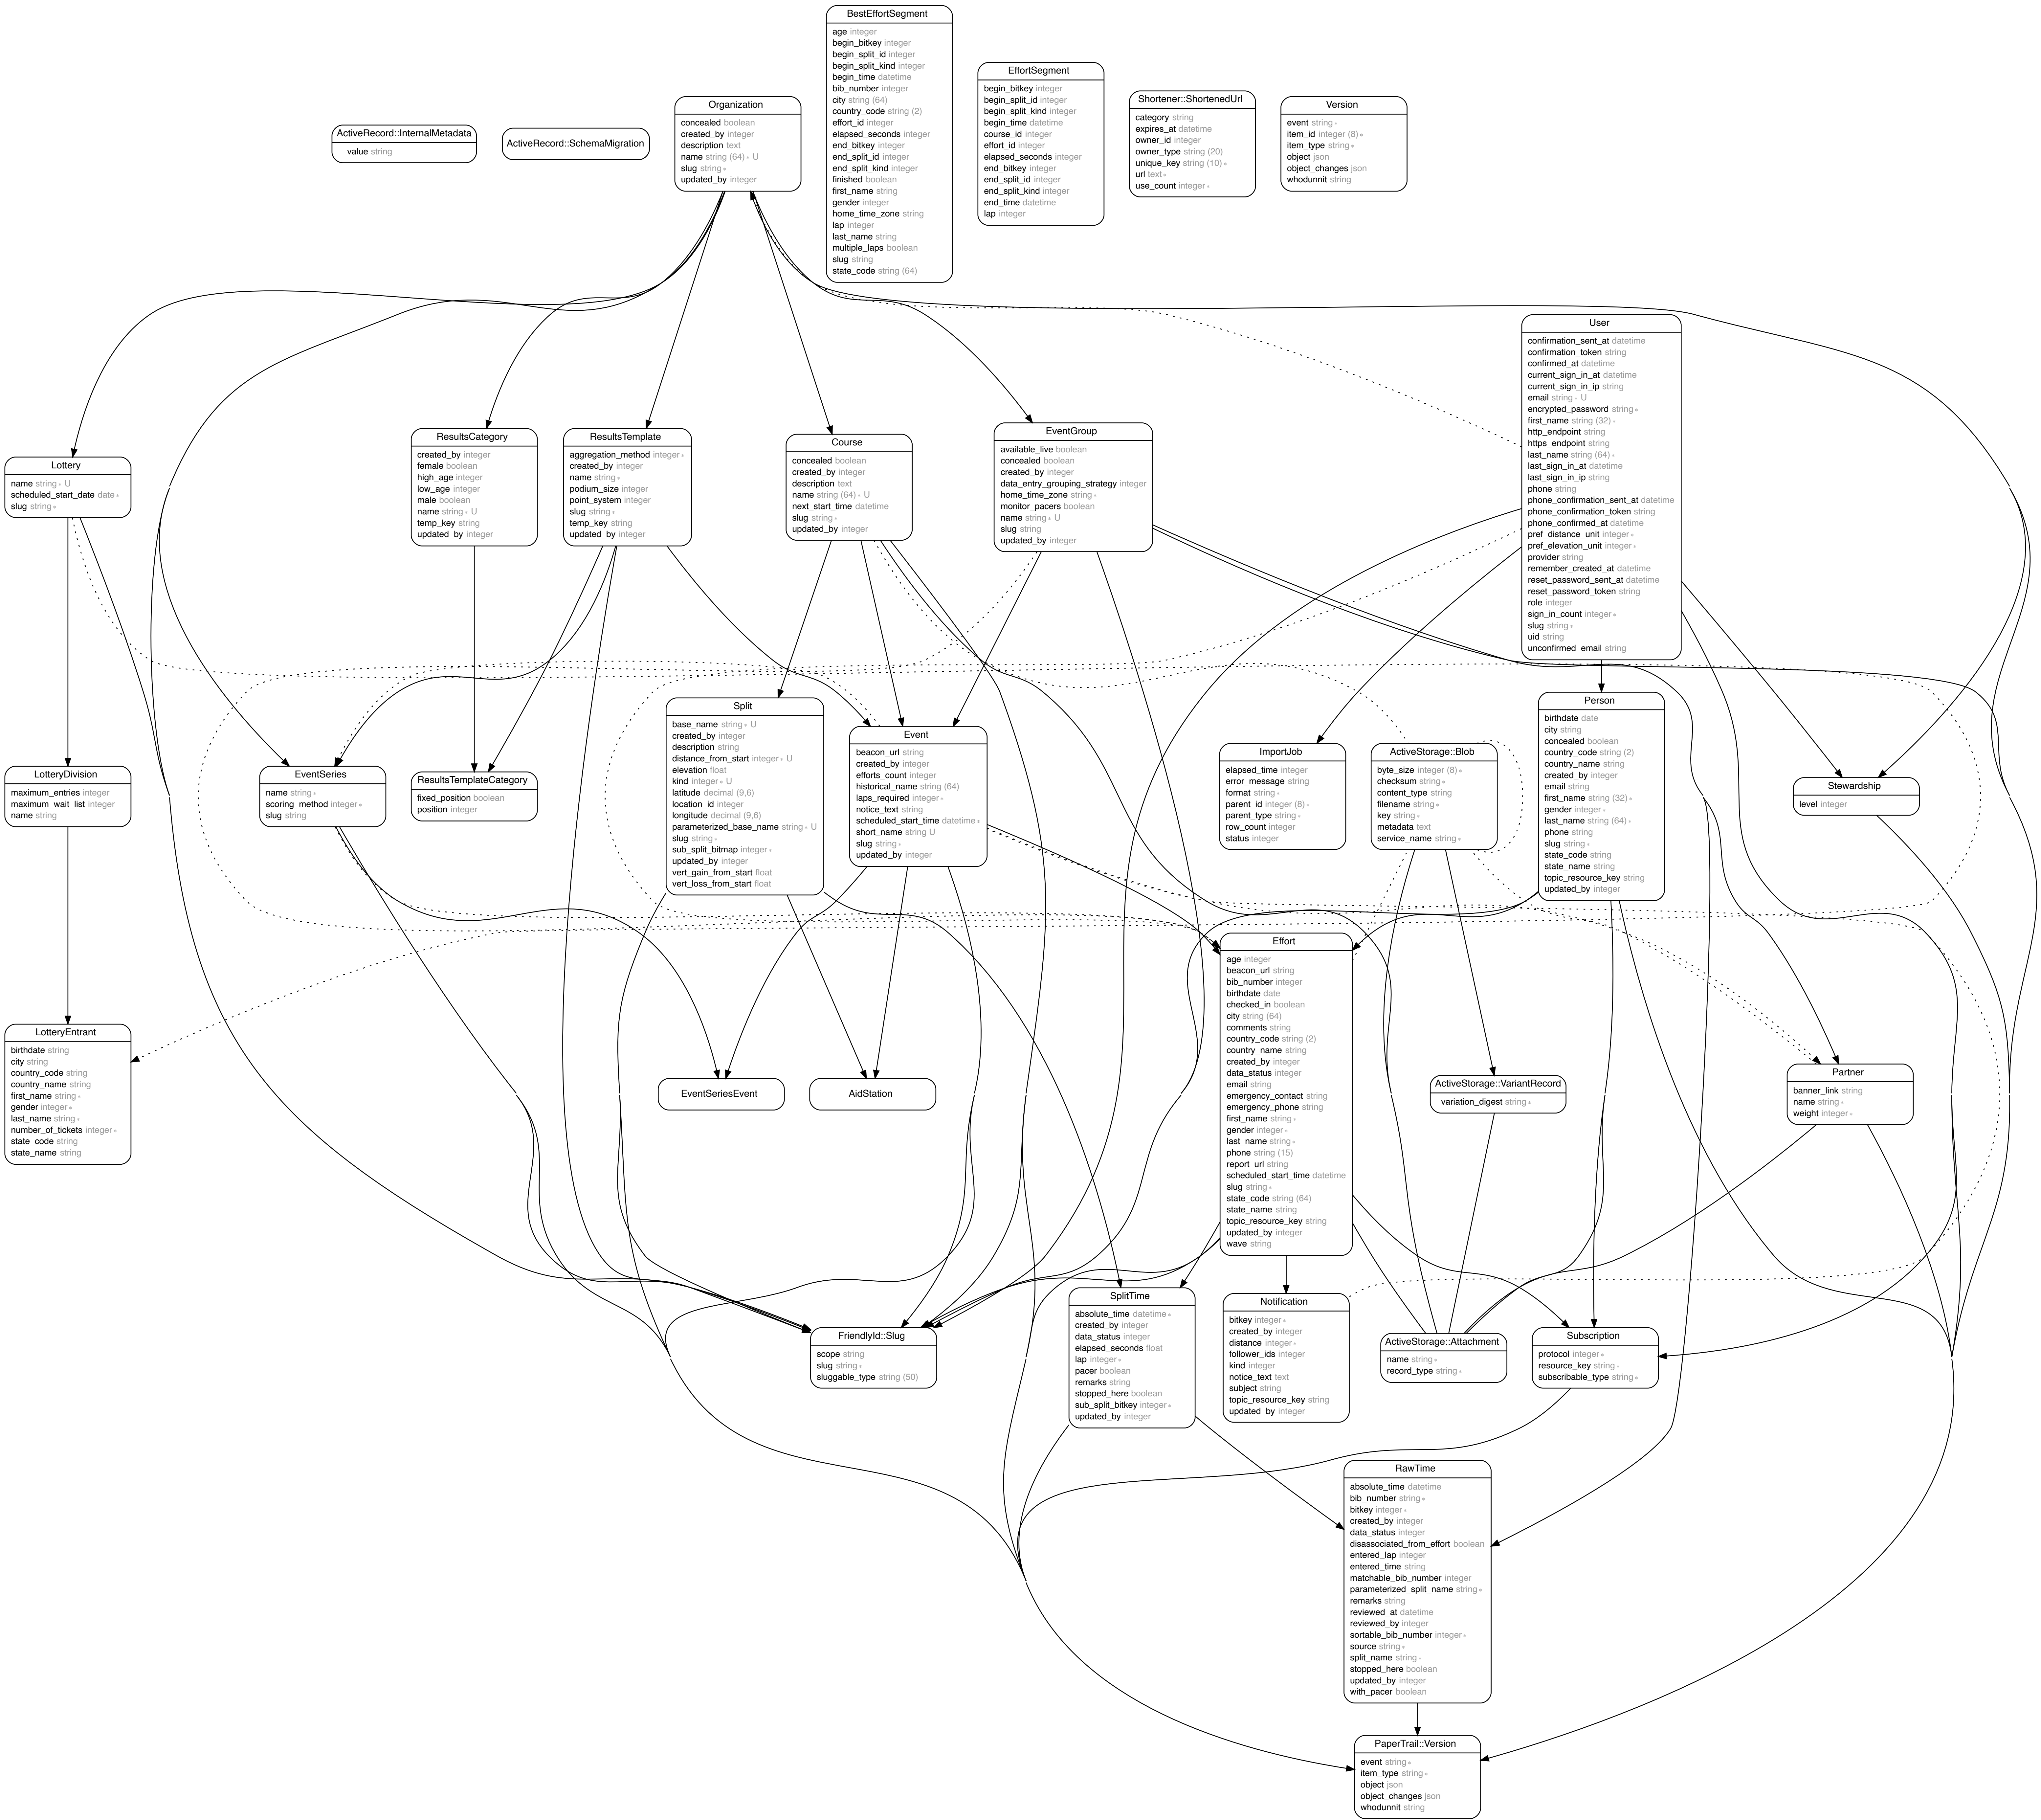 BestEffortSegment
age integer
begin_bitkey integer
begin_split_id integer
begin_split_kind integer
begin_time datetime
bib_number integer
city string (64)
country_code string (2)
effort_id integer
elapsed_seconds integer
end_bitkey integer
end_split_id integer
end_split_kind integer
finished boolean
first_name string
gender integer
home_time_zone string
lap integer
last_name string
multiple_laps boolean
slug string
state_code string (64)
EffortSegment
begin_bitkey integer
begin_split_id integer
begin_split_kind integer
begin_time datetime
course_id integer
effort_id integer
elapsed_seconds integer
end_bitkey integer
end_split_id integer
end_split_kind integer
end_time datetime
lap integer
Shortener::ShortenedUrl
category string
expires_at datetime
owner_id integer
owner_type string (20)
unique_key string (10) ∗
url text ∗
use_count integer ∗
Version
event string ∗
item_id integer (8) ∗
item_type string ∗
object json
object_changes json
whodunnit string
Organization
concealed boolean
created_by integer
description text
name string (64) ∗ U
slug string ∗
updated_by integer
ActiveRecord::InternalMetadata
value string
ActiveRecord::SchemaMigration
User
confirmation_sent_at datetime
confirmation_token string
confirmed_at datetime
current_sign_in_at datetime
current_sign_in_ip string
email string ∗ U
encrypted_password string ∗
first_name string (32) ∗
http_endpoint string
https_endpoint string
last_name string (64) ∗
last_sign_in_at datetime
last_sign_in_ip string
phone string
phone_confirmation_sent_at datetime
phone_confirmation_token string
phone_confirmed_at datetime
pref_distance_unit integer ∗
pref_elevation_unit integer ∗
provider string
remember_created_at datetime
reset_password_sent_at datetime
reset_password_token string
role integer
sign_in_count integer ∗
slug string ∗
uid string
unconfirmed_email string
Lottery
name string ∗ U
scheduled_start_date date ∗
slug string ∗
ResultsCategory
created_by integer
female boolean
high_age integer
low_age integer
male boolean
name string ∗ U
temp_key string
updated_by integer
ResultsTemplate
aggregation_method integer ∗
created_by integer
name string ∗
podium_size integer
point_system integer
slug string ∗
temp_key string
updated_by integer
Course
concealed boolean
created_by integer
description text
name string (64) ∗ U
next_start_time datetime
slug string ∗
updated_by integer
EventGroup
available_live boolean
concealed boolean
created_by integer
data_entry_grouping_strategy integer
home_time_zone string ∗
monitor_pacers boolean
name string ∗ U
slug string
updated_by integer
LotteryDivision
maximum_entries integer
maximum_wait_list integer
name string
EventSeries
name string ∗
scoring_method integer ∗
slug string
ResultsTemplateCategory
fixed_position boolean
position integer
Split
base_name string ∗ U
created_by integer
description string
distance_from_start integer ∗ U
elevation float
kind integer ∗ U
latitude decimal (9,6)
location_id integer
longitude decimal (9,6)
parameterized_base_name string ∗ U
slug string ∗
sub_split_bitmap integer ∗
updated_by integer
vert_gain_from_start float
vert_loss_from_start float
Event
beacon_url string
created_by integer
efforts_count integer
historical_name string (64)
laps_required integer ∗
notice_text string
scheduled_start_time datetime ∗
short_name string U
slug string ∗
updated_by integer
ImportJob
elapsed_time integer
error_message string
format string ∗
parent_id integer (8) ∗
parent_type string ∗
row_count integer
status integer
ActiveStorage::Blob
byte_size integer (8) ∗
checksum string ∗
content_type string
filename string ∗
key string ∗
metadata text
service_name string ∗
Person
birthdate date
city string
concealed boolean
country_code string (2)
country_name string
created_by integer
email string
first_name string (32) ∗
gender integer ∗
last_name string (64) ∗
phone string
slug string ∗
state_code string
state_name string
topic_resource_key string
updated_by integer
Stewardship
level integer
LotteryEntrant
birthdate string
city string
country_code string
country_name string
first_name string ∗
gender integer ∗
last_name string ∗
number_of_tickets integer ∗
state_code string
state_name string
EventSeriesEvent
AidStation
Effort
age integer
beacon_url string
bib_number integer
birthdate date
checked_in boolean
city string (64)
comments string
country_code string (2)
country_name string
created_by integer
data_status integer
email string
emergency_contact string
emergency_phone string
first_name string ∗
gender integer ∗
last_name string ∗
phone string (15)
report_url string
scheduled_start_time datetime
slug string ∗
state_code string (64)
state_name string
topic_resource_key string
updated_by integer
wave string
ActiveStorage::VariantRecord
variation_digest string ∗
Partner
banner_link string
name string ∗
weight integer ∗
FriendlyId::Slug
scope string
slug string ∗
sluggable_type string (50)
SplitTime
absolute_time datetime ∗
created_by integer
data_status integer
elapsed_seconds float
lap integer ∗
pacer boolean
remarks string
stopped_here boolean
sub_split_bitkey integer ∗
updated_by integer
Notification
bitkey integer ∗
created_by integer
distance integer ∗
follower_ids integer
kind integer
notice_text text
subject string
topic_resource_key string
updated_by integer
ActiveStorage::Attachment
name string ∗
record_type string ∗
Subscription
protocol integer ∗
resource_key string ∗
subscribable_type string ∗
RawTime
absolute_time datetime
bib_number string ∗
bitkey integer ∗
created_by integer
data_status integer
disassociated_from_effort boolean
entered_lap integer
entered_time string
matchable_bib_number integer
parameterized_split_name string ∗
remarks string
reviewed_at datetime
reviewed_by integer
sortable_bib_number integer ∗
source string ∗
split_name string ∗
stopped_here boolean
updated_by integer
with_pacer boolean
PaperTrail::Version
event string ∗
item_type string ∗
object json
object_changes json
whodunnit string